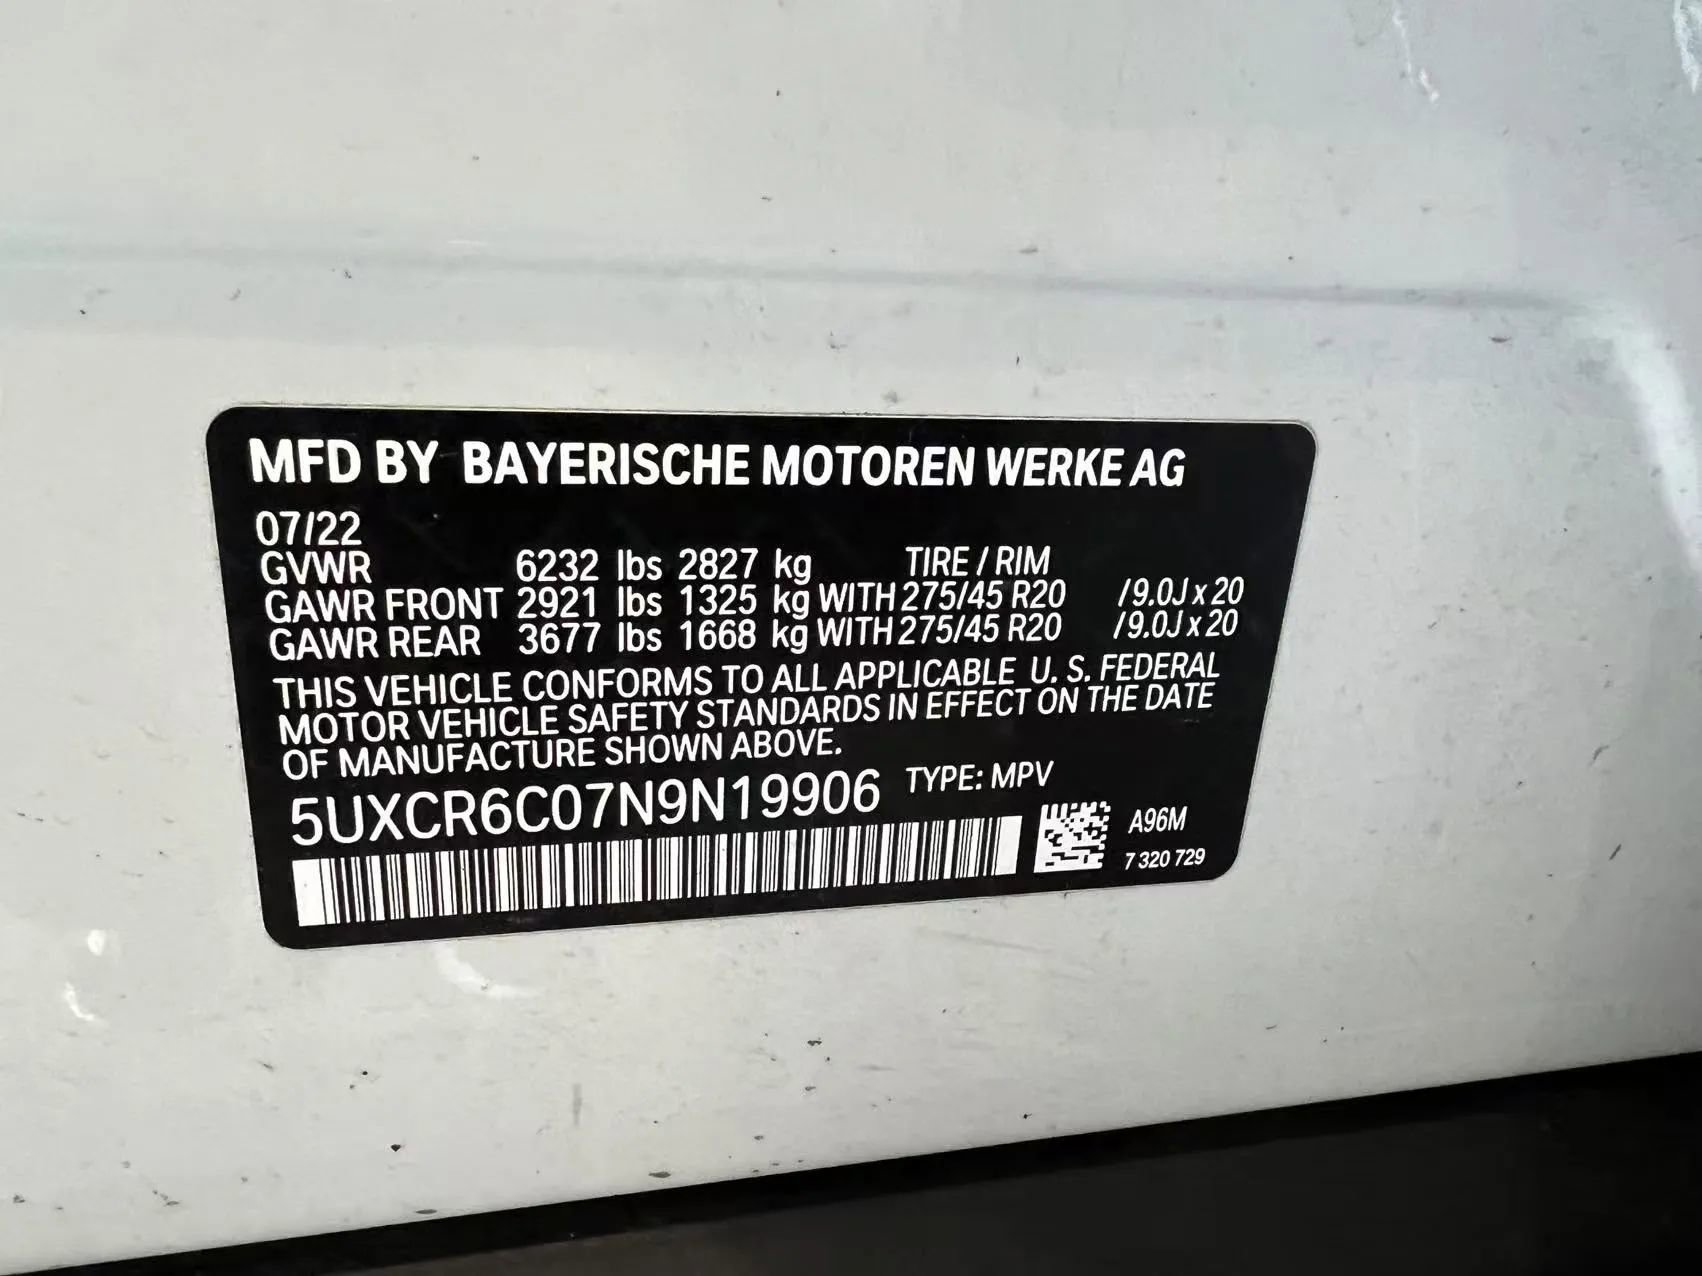 MFD BY BAYERISCHE MOTOREN WERKE AG
07/22
GVWR 6232 lbs 2827 kg TIRE / RIM
GAWR FRONT 2921 lbs 1325 kg WITH 275/45 R20 / 9.0J x 20
GAWR REAR 3677 lbs 1668 kg WITH 275/45 R20 / 9.0J x 20
THIS VEHICLE CONFORMS TO ALL APPLICABLE U. S. FEDERAL
MOTOR VEHICLE SAFETY STANDARDS IN EFFECT ON THE DATE
OF MANUFACTURE SHOWN ABOVE.
5UXCR6C07N9N19906 TYPE: MPV
A96M
7 320 729